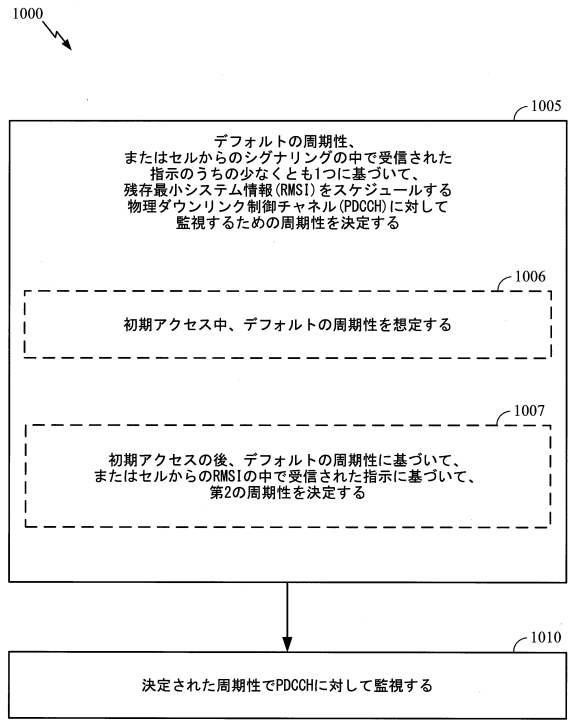 1000
1005
デフォルトの周期性、
またはセルからのシグナリングの中で受信された
指示のうちの少なくとも1つに基づいて、
残存最小システム情報(RMSI)をスケジュールする
物理ダウンリンク制御チャネル(PDCCH)に対して
監視するための周期性を決定する
1006
初期アクセス中、デフォルトの周期性を想定する
1007
初期アクセスの後、デフォルトの周期性に基づいて、
またはセルからのRMSIの中で受信された指示に基づいて、
第2の周期性を決定する
1010
決定された周期性でPDCCHに対して監視する